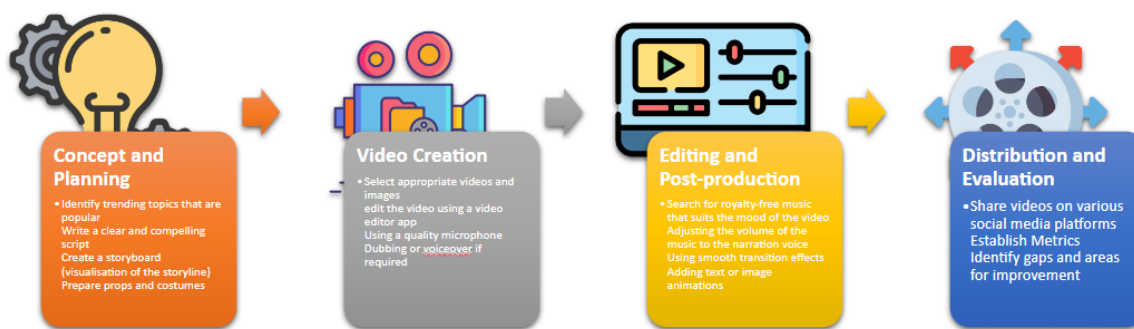 Concept and
Planning
•Identify trending topics that are
popular
Write a clear and compelling
script
Create a storyboard
(visualisation of the storyline)
Prepare props and costumes
Video Creation
•Select appropriate videos and
images
edit the video using a video
editor app
Using a quality microphone
Dubbing or voiceover if
required
Editing and
Post-production
•Search for royalty-free music
that suits the mood of the video
Adjusting the volume of the
music to the narration voice
Using smooth transition effects
Adding text or image
animations
Distribution and
Evaluation
•Share videos on various
social media platforms
Establish Metrics
Identify gaps and areas
for improvement